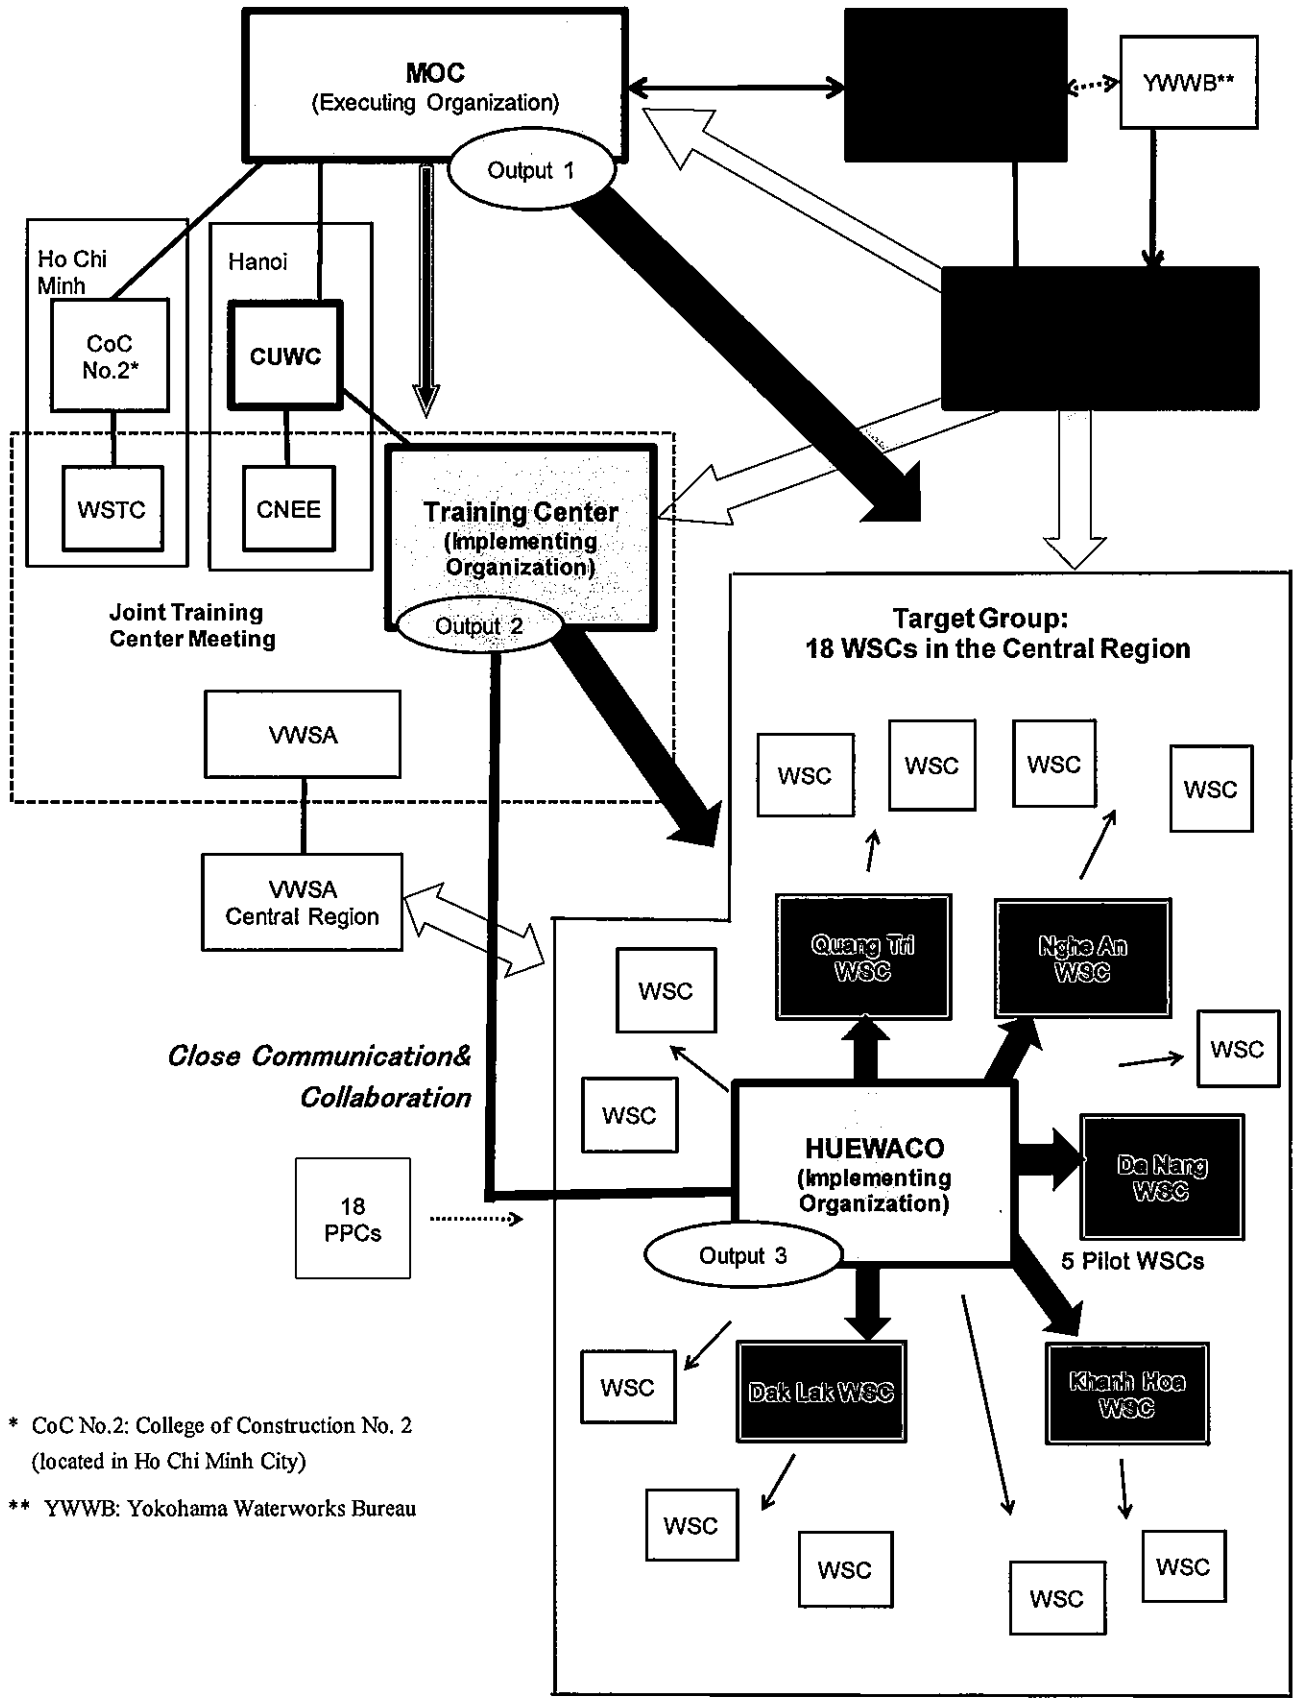 MOC
(Executing Organization)
YWWB**
Output 1
Ho Chi
Minh
Hanoi
CoC
No.2*
CUWC
WSTC
CNEE
Training Center
(Implementing
Organization)
Output 2
Joint Training
Center Meeting
Target Group:
18 WSCs in the Central Region
VWSA
WSC
WSC
WSC
WSC
VWSA
Central Region
Quang Tri
WSC
Nghe An
WSC
WSC
WSC
Close Communication&
Collaboration
WSC
HUEWACO
(Implementing
Organization)
Da Nang
WSC
18
PPCs
Output 3
5 Pilot WSCs
WSC
Dak Lak WSC
Khanh Hoa
WSC
* CoC No.2: College of Construction No. 2
(located in Ho Chi Minh City)
** YWWB: Yokohama Waterworks Bureau
WSC
WSC
WSC
WSC